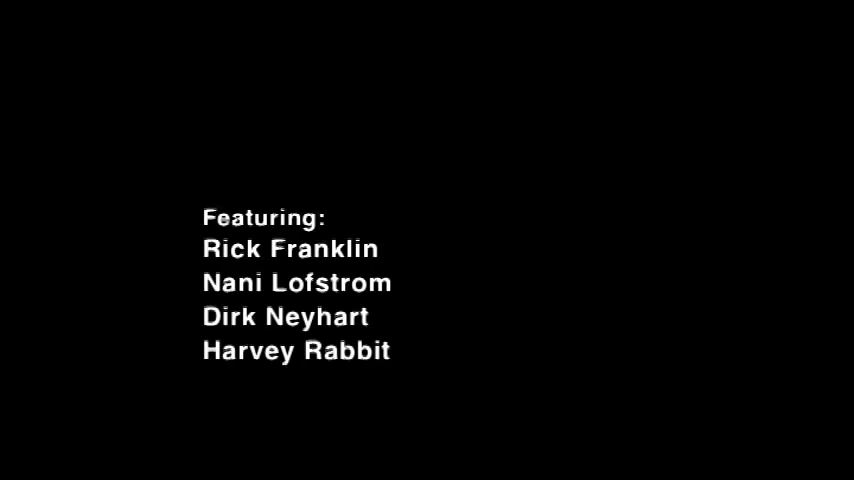 Featuring:
Rick Franklin
Nani Lofstrom
Dirk Neyhart
Harvey Rabbit